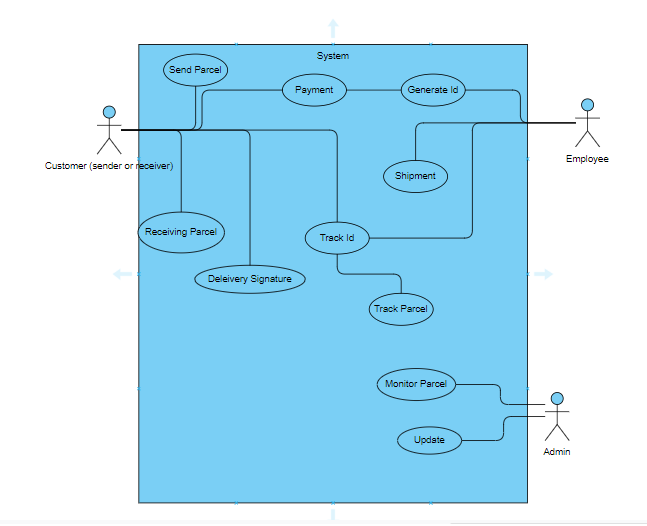 System
Send Parcel
Payment
Generate Id
Customer (sender or receiver)
Employee
Shipment
Receiving Parcel
Track Id
Deleivery Signature
Track Parcel
Monitor Parcel
Update
Admin